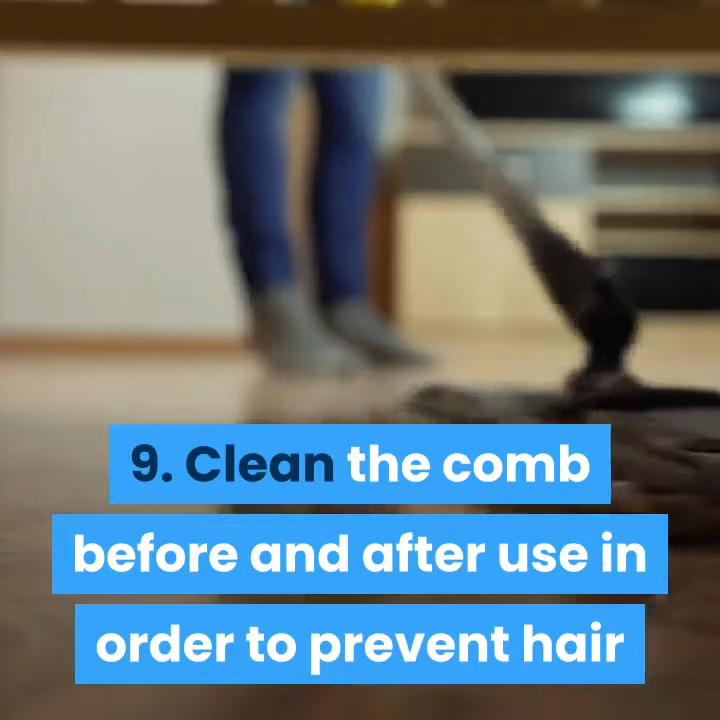 9. Clean the comb
before and after use in
order to prevent hair